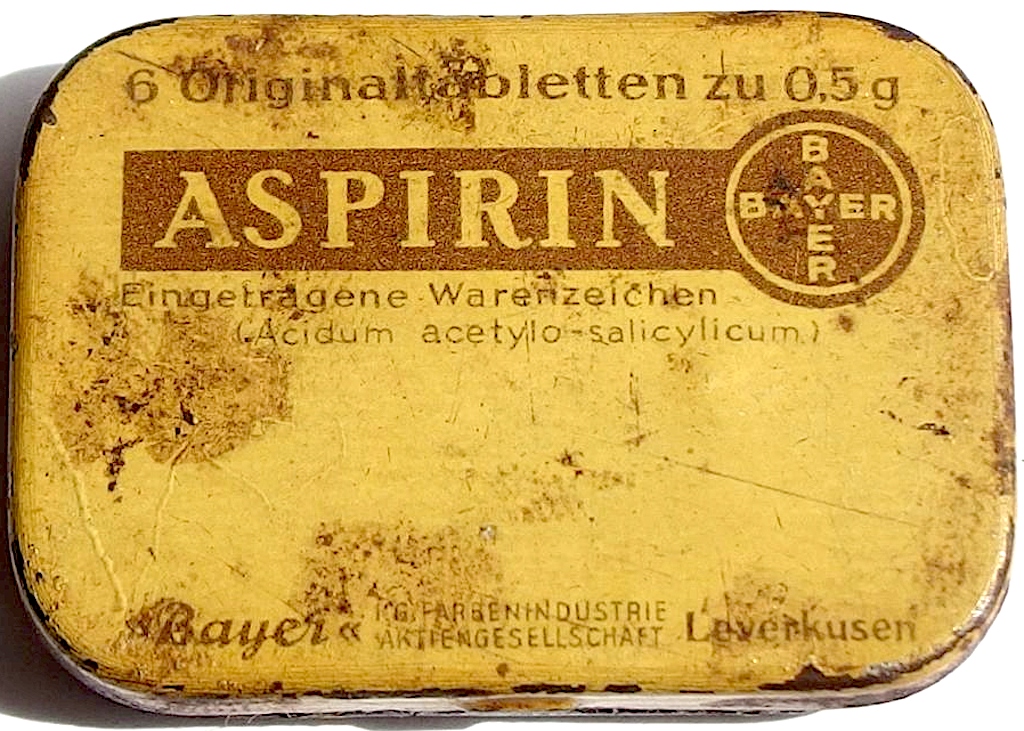 6 Originaltabletten zu 0,5 g
ASPIRIN
BAYER
BAYER
Eingetragene Warenzeichen
(Acidum acetylo-salicylicum)
»Bayer« I.G. FARBENINDUSTRIE
AKTIENGESELLSCHAFT Leverkusen